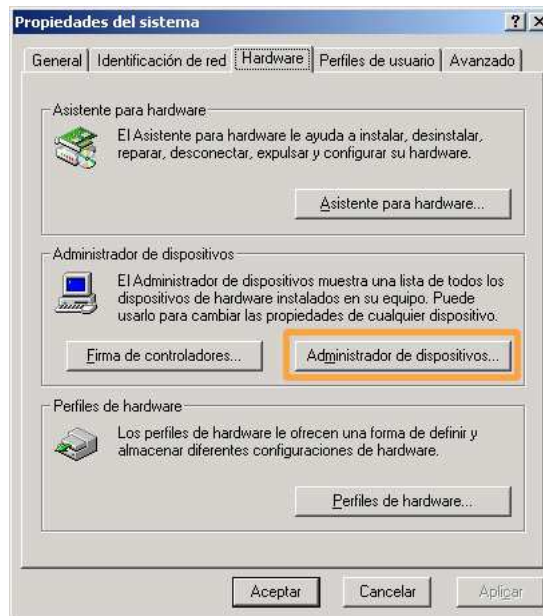 Propiedades del sistema
General Identificación de red Hardware Perfiles de usuario Avanzado
Asistente para hardware
El Asistente para hardware le ayuda a instalar, desinstalar,
reparar, desconectar, expulsar y configurar su hardware.
Asistente para hardware...
Administrador de dispositivos
El Administrador de dispositivos muestra una lista de todos los
dispositivos de hardware instalados en su equipo. Puede
usarlo para cambiar las propiedades de cualquier dispositivo.
Firma de controladores... Administrador de dispositivos...
Perfiles de hardware
Los perfiles de hardware le ofrecen una forma de definir y
almacenar diferentes configuraciones de hardware.
Perfiles de hardware...
Aceptar Cancelar Aplicar